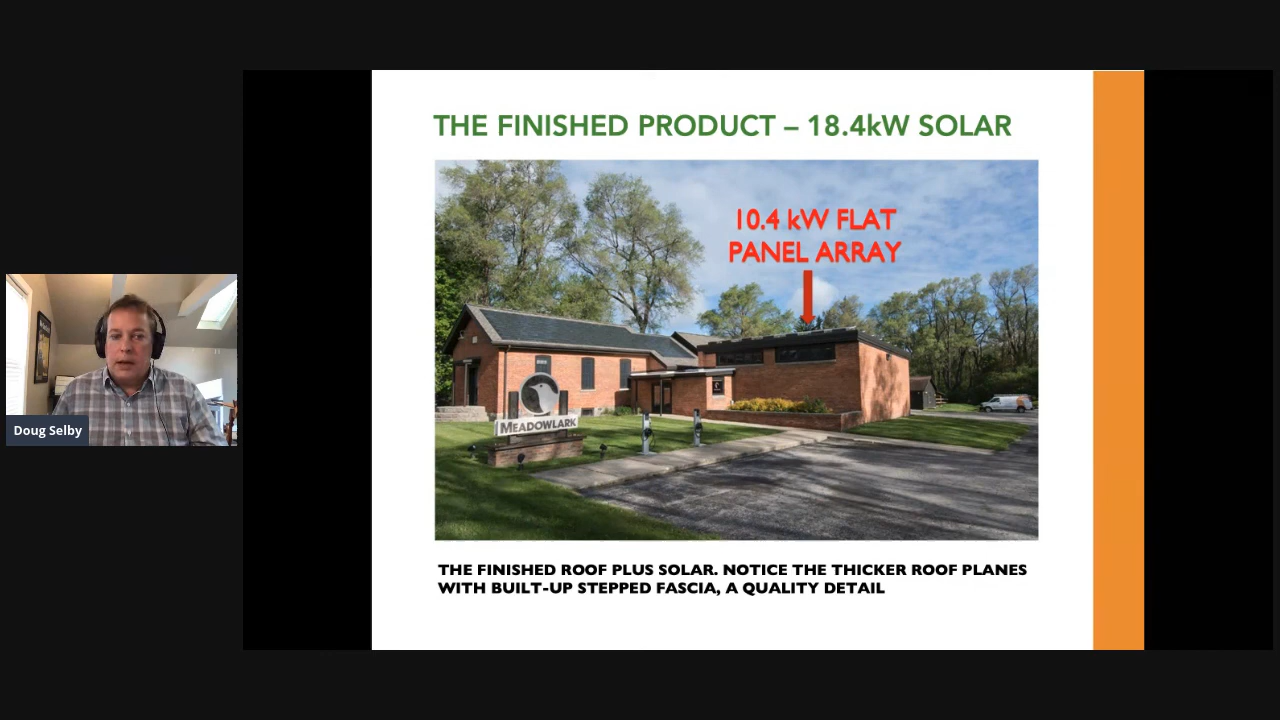 THE FINISHED PRODUCT – 18.4kW SOLAR
10.4 kW FLAT
PANEL ARRAY
MEADOWLARK
THE FINISHED ROOF PLUS SOLAR. NOTICE THE THICKER ROOF PLANES
WITH BUILT-UP STEPPED FASCIA, A QUALITY DETAIL
Doug Selby